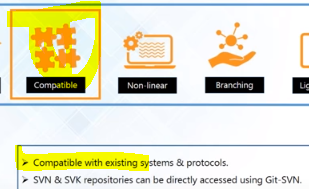 Compatible
Non-linear
Branching
Lig
Compatible with existing systems & protocols.
SVN & SVK repositories can be directly accessed using Git-SVN.